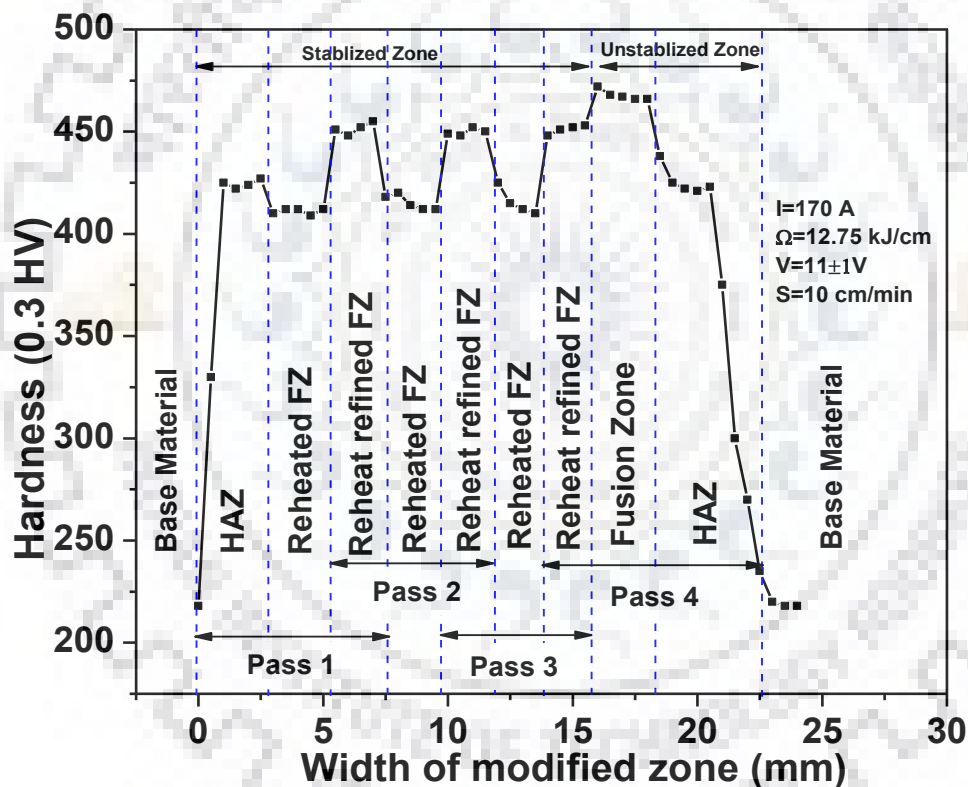 Stablized Zone
Unstablized Zone
500
450
400
350
300
250
200
Hardness (0.3 HV)
I=170 A
Ω=12.75 kJ/cm
V=11±1V
S=10 cm/min
Base Material
HAZ
Reheated FZ
Reheat refined FZ
Reheated FZ
Reheat refined FZ
Reheated FZ
Reheat refined FZ
Fusion Zone
HAZ
Base Material
Pass 1
Pass 2
Pass 3
Pass 4
0 5 10 15 20 25 30
Width of modified zone (mm)